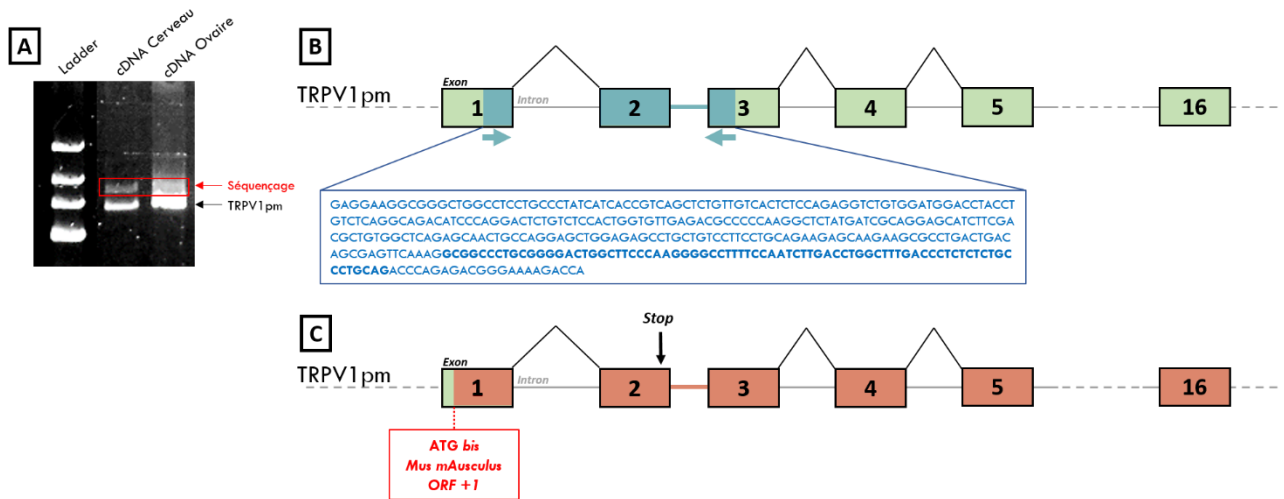 A
Ladder
cDNA Cerveau
cDNA Ovaire
Séquençage
TRPV1pm
B
TRPV1pm
Exon
1
Intron
2
3
4
5
16
GAGGAAGGCGGGCTGGCCTCCTGCCCTATCATCACCGTCAGCTCTGTTGTCACTCTCCAGAGGTCTGTGGATGGACCTACCT
GTCTCAGGCAGACATCCCAGGACTCTGTCTCCACTGGTGTTGAGACGCCCCCAAGGCTCTATGATCGCAGGAGCATCTTCGA
CGCTGTGGCTCAGAGCAACTGCCAGGAGCTGGAGAGCCTGCTGTCCTTCCTGCAGAAGAGCAAGAAGCGCCTGACTGAC
AGCGAGTTCAAAGGCGGCCCTGCGGGGACTGGCTTCCCAAGGGGCCTTTTCCAATCTTGACCTGGCTTTGACCCTCTCTCTGC
CCTGCAGACCCAGAGACGGGAAAAGACCA
C
Stop
TRPV1pm
Exon
1
Intron
2
3
4
5
16
ATG bis
Mus mAusculus
ORF +1